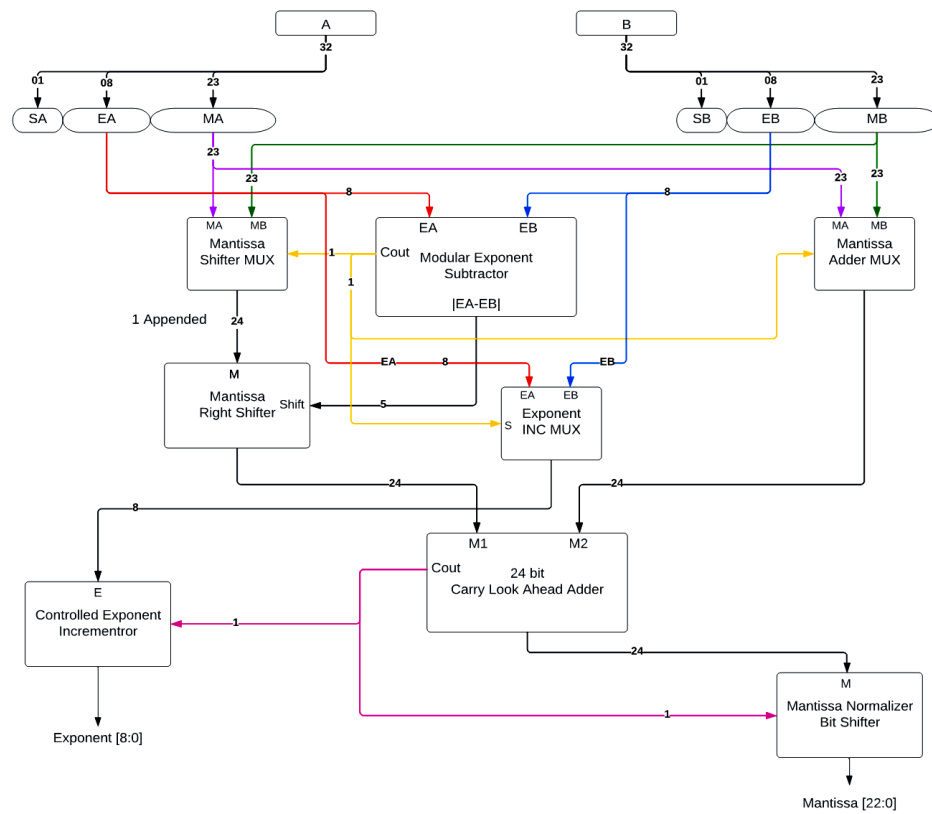 A
B
32
32
01
08
23
01
08
23
SA
EA
MA
SB
EB
MB
23
23
23
23
8
8
MA
MB
Mantissa
Shifter MUX
EA
EB
Cout
Modular Exponent
Subtractor
|EA-EB|
MA
MB
Mantissa
Adder MUX
1
1
1 Appended
24
EA
8
EB
M
Mantissa
Right Shifter
Shift
5
EA
EB
S
Exponent
INC MUX
24
24
8
M1
M2
Cout
24 bit
Carry Look Ahead Adder
E
Controlled Exponent
Incrementror
1
24
M
Mantissa Normalizer
Bit Shifter
1
Exponent [8:0]
Mantissa [22:0]